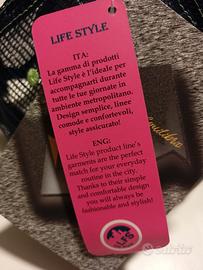 LIFE STYLE
ITA:
La gamma di prodotti
Life Style è l'ideale per
accompagnarti durante
tutte le tue giornate in
ambiente metropolitano.
Design semplice, linee
comode e confortevoli,
style assicurato!
ENG:
Life Style product line's
garments are the perfect
match for your everyday
routine in the city.
Thanks to their simple
and comfortable design
you will always be
fashionable and stylish!
LFS
subito